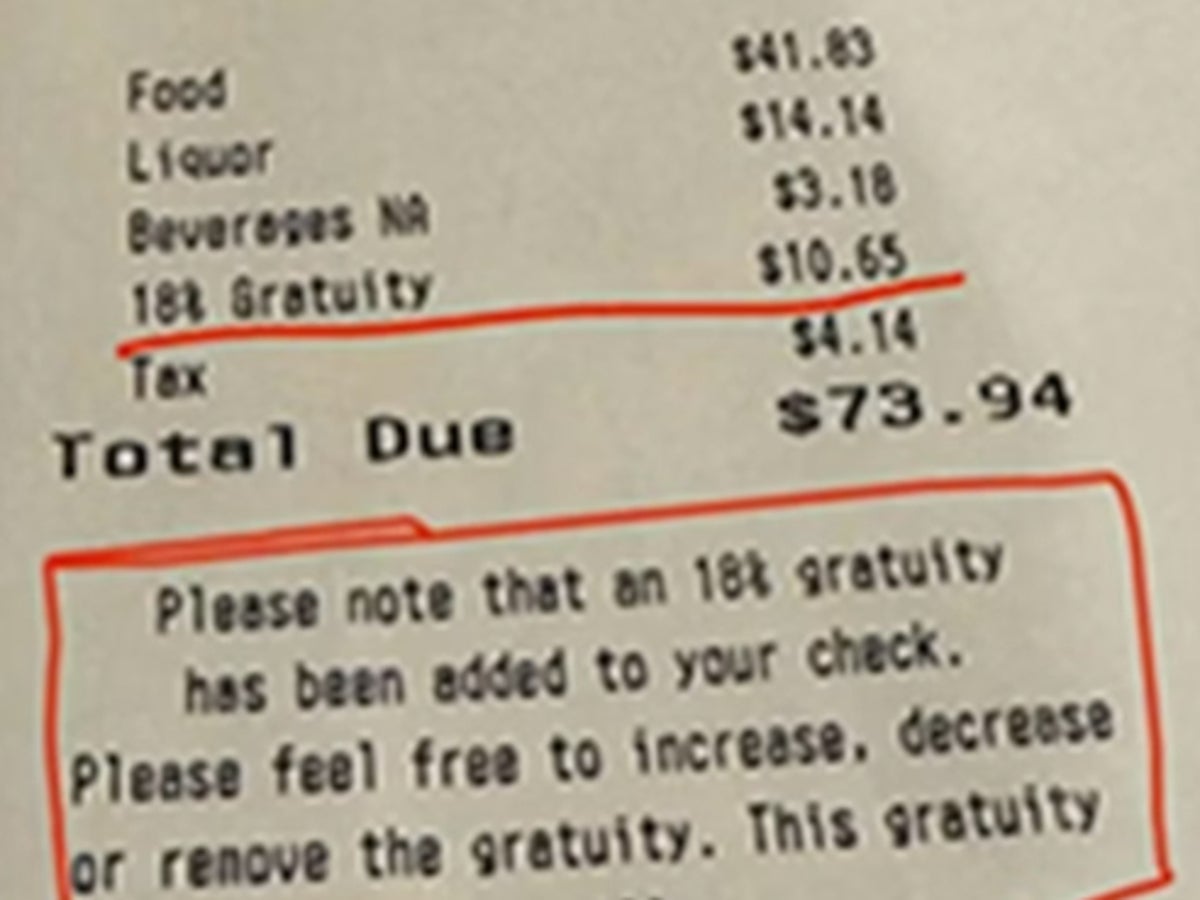 Food $41.83
Liquor $14.14
Beverages NA $3.18
18% Gratuity $10.65
Tax $4.14
Total Due $73.94
Please note that an 18% gratuity
has been added to your check.
Please feel free to increase, decrease
or remove the gratuity. This gratuity